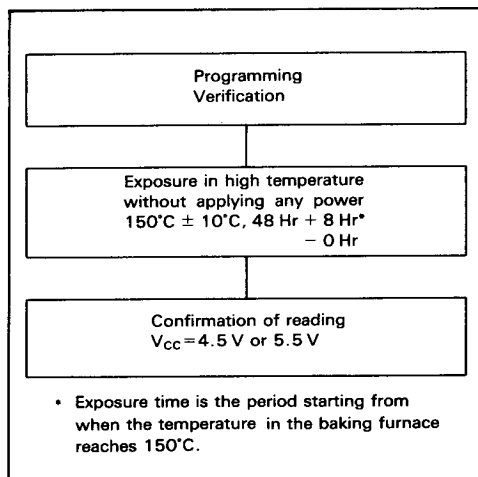 Programming
Verification
Exposure in high temperature
without applying any power
150°C ± 10°C, 48 Hr + 8 Hr*
− 0 Hr
Confirmation of reading
VCC=4.5 V or 5.5 V
• Exposure time is the period starting from
when the temperature in the baking furnace
reaches 150°C.